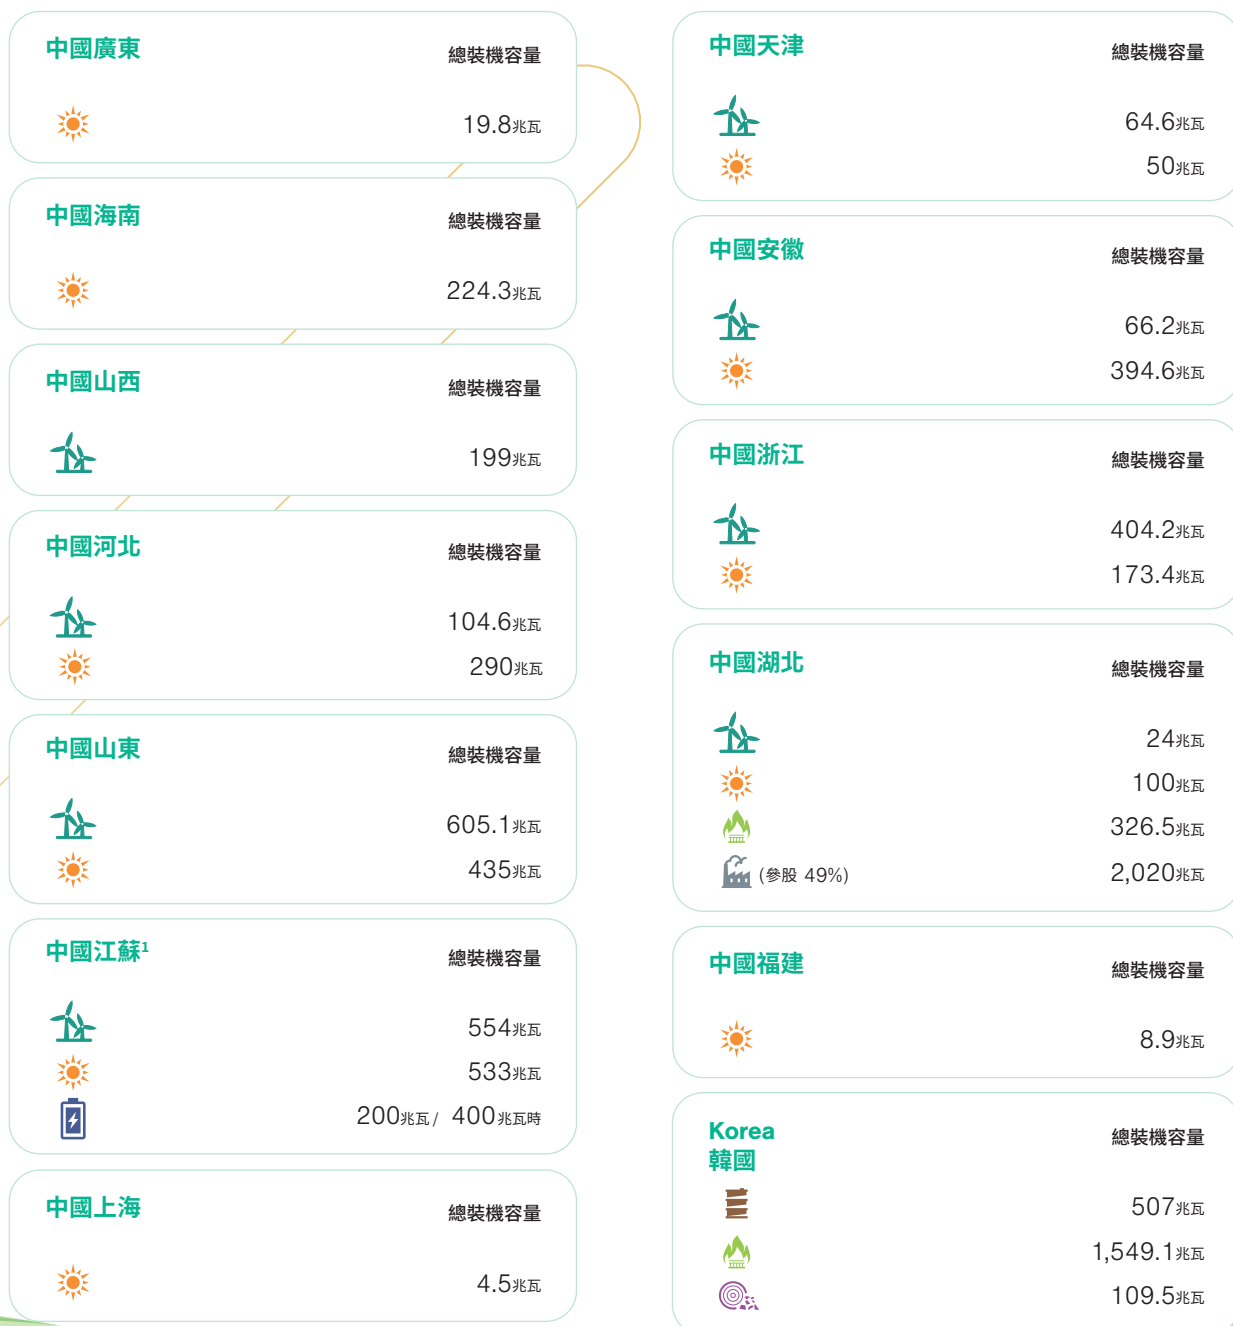 中國廣東
總裝機容量
19.8兆瓦
中國海南
總裝機容量
224.3兆瓦
中國山西
總裝機容量
199兆瓦
中國河北
總裝機容量
104.6兆瓦
290兆瓦
中國山東
總裝機容量
605.1兆瓦
435兆瓦
中國江蘇1
總裝機容量
554兆瓦
533兆瓦
200兆瓦/ 400兆瓦時
中國上海
總裝機容量
4.5兆瓦
中國天津
總裝機容量
64.6兆瓦
50兆瓦
中國安徽
總裝機容量
66.2兆瓦
394.6兆瓦
中國浙江
總裝機容量
404.2兆瓦
173.4兆瓦
中國湖北
總裝機容量
24兆瓦
100兆瓦
326.5兆瓦
(參股 49%) 2,020兆瓦
中國福建
總裝機容量
8.9兆瓦
Korea
韓國
總裝機容量
507兆瓦
1,549.1兆瓦
109.5兆瓦